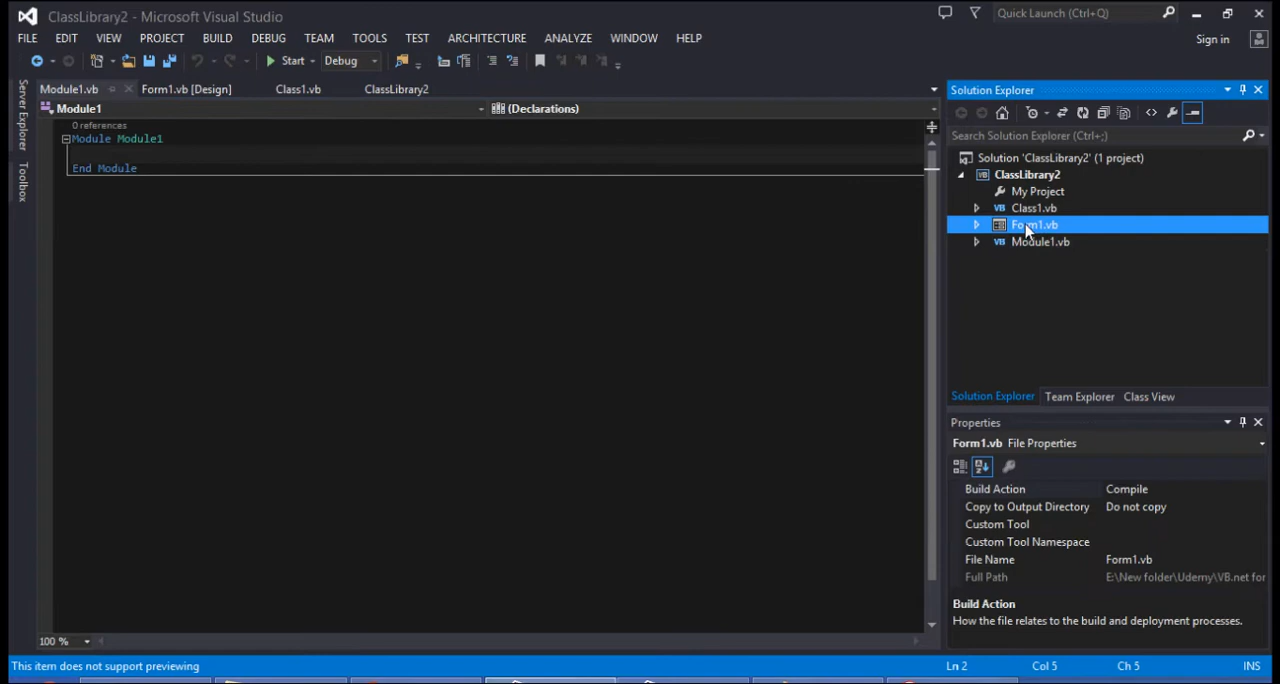 ClassLibrary2 - Microsoft Visual Studio
Quick Launch (Ctrl+Q)
FILE EDIT VIEW PROJECT BUILD DEBUG TEAM TOOLS TEST ARCHITECTURE ANALYZE WINDOW HELP
Sign in
Start Debug
Server Explorer
Toolbox
Module1.vb Form1.vb [Design] Class1.vb ClassLibrary2
Module1 (Declarations)
0 references
Module Module1
End Module
100 %
Solution Explorer
Search Solution Explorer (Ctrl+;)
Solution 'ClassLibrary2' (1 project)
ClassLibrary2
My Project
VB Class1.vb
Form1.vb
VB Module1.vb
Solution Explorer Team Explorer Class View
Properties
Form1.vb File Properties
Build Action Compile
Copy to Output Directory Do not copy
Custom Tool
Custom Tool Namespace
File Name Form1.vb
Full Path E:\New folder\Udemy\VB.net for
Build Action
How the file relates to the build and deployment processes.
This item does not support previewing Ln 2 Col 5 Ch 5 INS